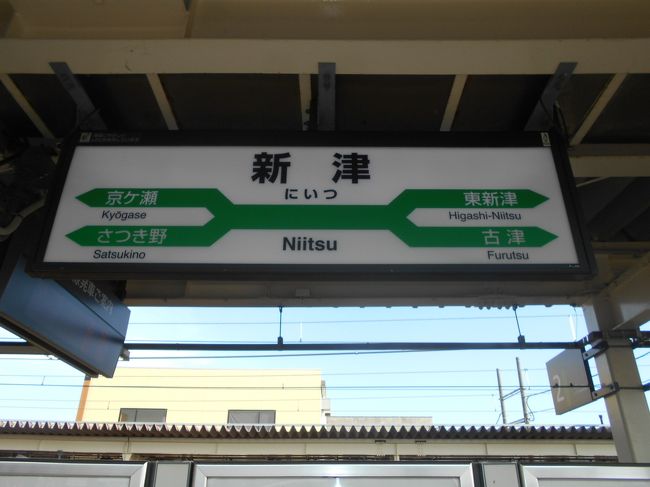 新津
にいつ
Niitsu
京ケ瀬
Kyōgase
さつき野
Satsukino
東新津
Higashi-Niitsu
古津
Furutsu
2